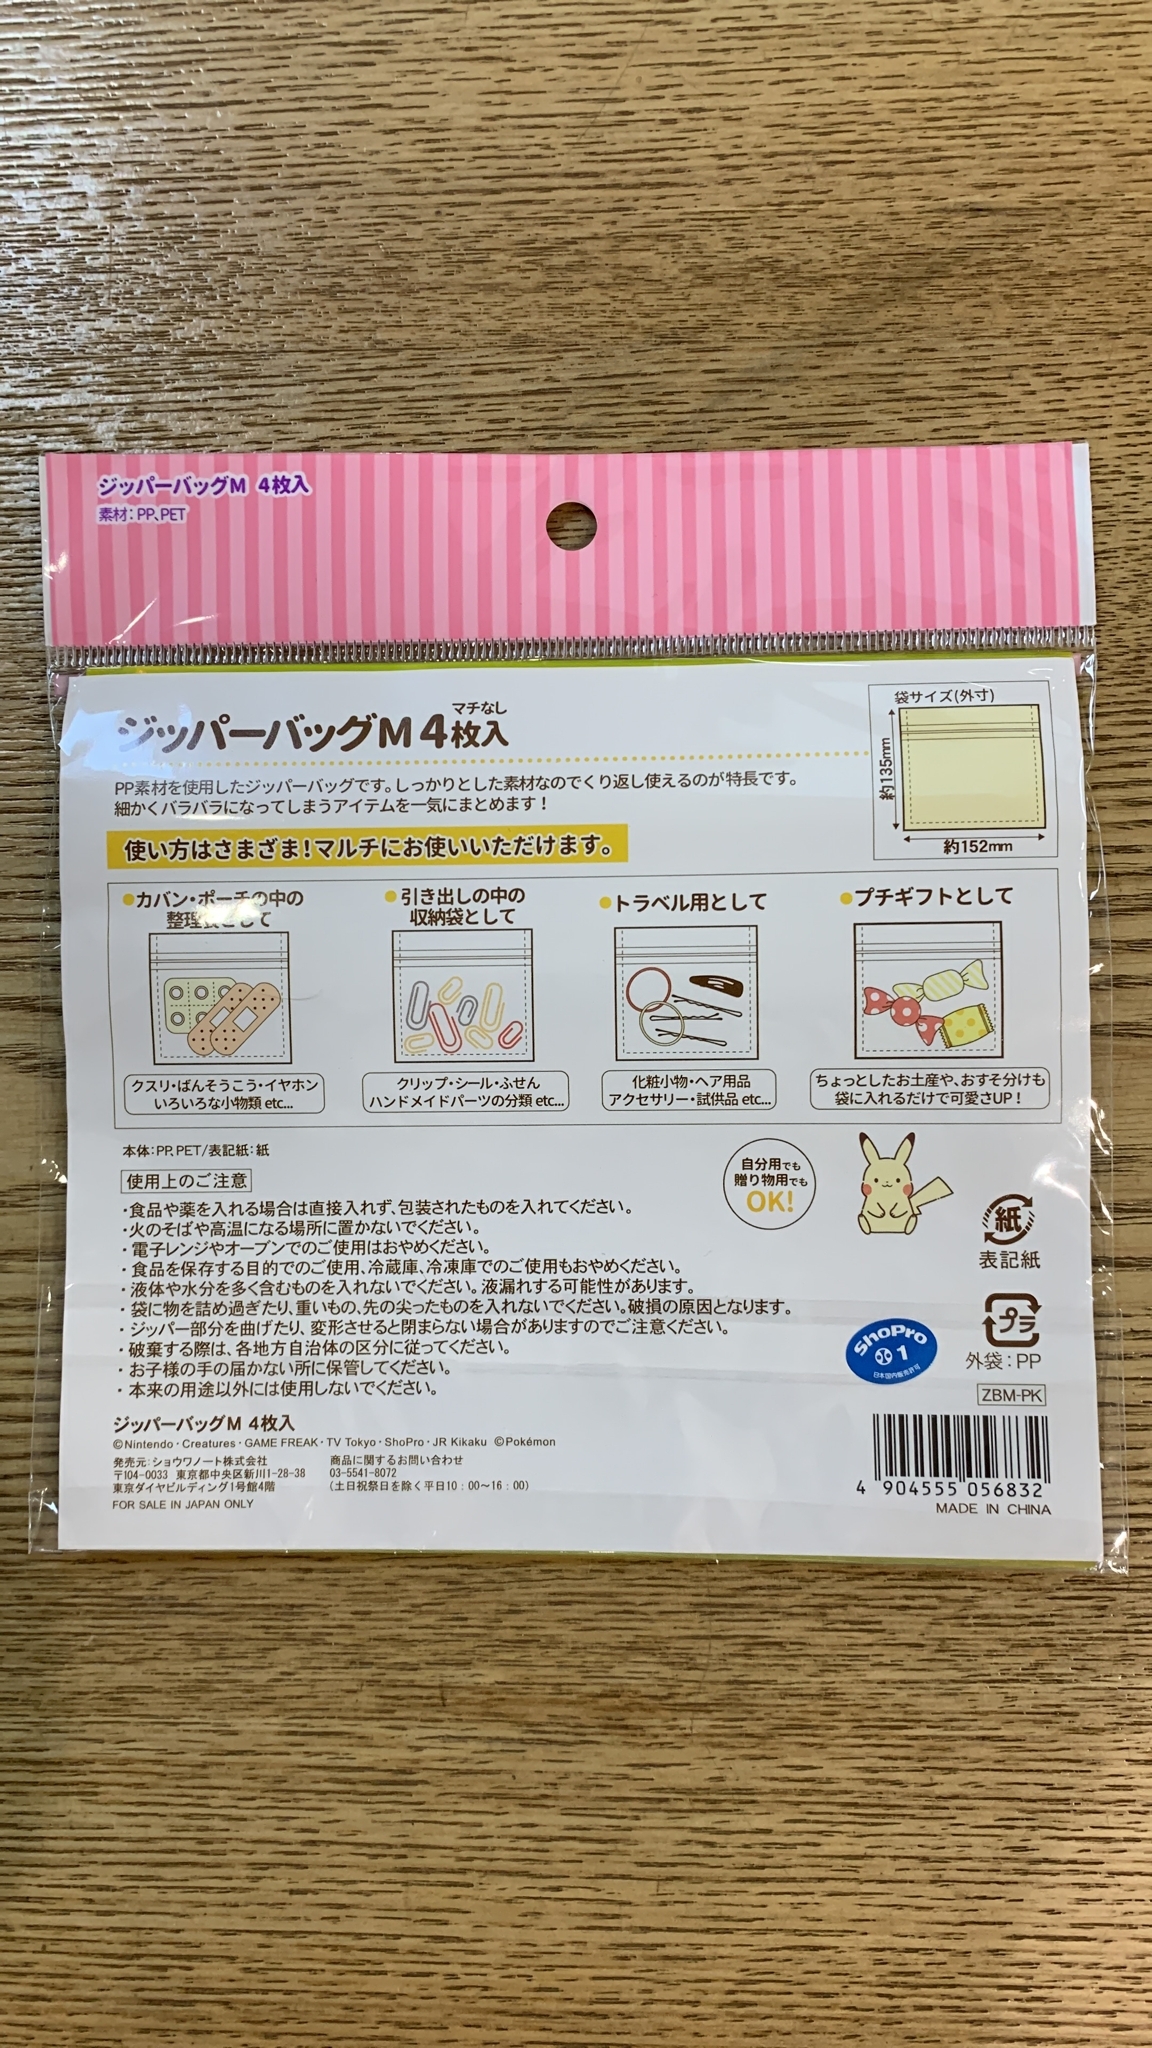 ジッパーバッグM 4枚入
素材：PP、PET
マチなし
ジッパーバッグM 4枚入
PP素材を使用したジッパーバッグです。しっかりとした素材なのでくり返し使えるのが特長です。
細かくバラバラになってしまうアイテムを一気にまとめます！
使い方はさまざま！マルチにお使いいただけます。
袋サイズ(外寸)
約135mm
約152mm
●カバン・ポーチの中の
整理袋として
クスリ・ばんそうこう・イヤホン
いろいろな小物類 etc...
●引き出しの中の
収納袋として
クリップ・シール・ふせん
ハンドメイドパーツの分類 etc...
●トラベル用として
化粧小物・ヘア用品
アクセサリー・試供品 etc...
●プチギフトとして
ちょっとしたお土産や、おすそ分けも
袋に入れるだけで可愛さUP！
本体：PP、PET/表記紙：紙
使用上のご注意
・食品や薬を入れる場合は直接入れず、包装されたものを入れてください。
・火のそばや高温になる場所に置かないでください。
・電子レンジやオーブンでのご使用はおやめください。
・食品を保存する目的でのご使用、冷蔵庫、冷凍庫でのご使用もおやめください。
・液体や水分を多く含むものを入れないでください。液漏れする可能性があります。
・袋に物を詰め過ぎたり、重いもの、先の尖ったものを入れないでください。破損の原因となります。
・ジッパー部分を曲げたり、変形させると閉まらない場合がありますのでご注意ください。
・破棄する際は、各地方自治体の区分に従ってください。
・お子様の手の届かない所に保管してください。
・本来の用途以外には使用しないでください。
自分用でも
贈り物用でも
OK!
紙
表記紙
プラ
外袋：PP
ShoPro
1
日本国内販売許可
ZBM-PK
ジッパーバッグM 4枚入
©Nintendo・Creatures・GAME FREAK・TV Tokyo・ShoPro・JR Kikaku ©Pokémon
発売元：ショウワノート株式会社
〒104-0033 東京都中央区新川1-28-38
東京ダイヤビルディング1号館4階
FOR SALE IN JAPAN ONLY
商品に関するお問い合わせ
03-5541-8072
（土日祝祭日を除く平日10：00〜16：00）
4 904555 056832
MADE IN CHINA